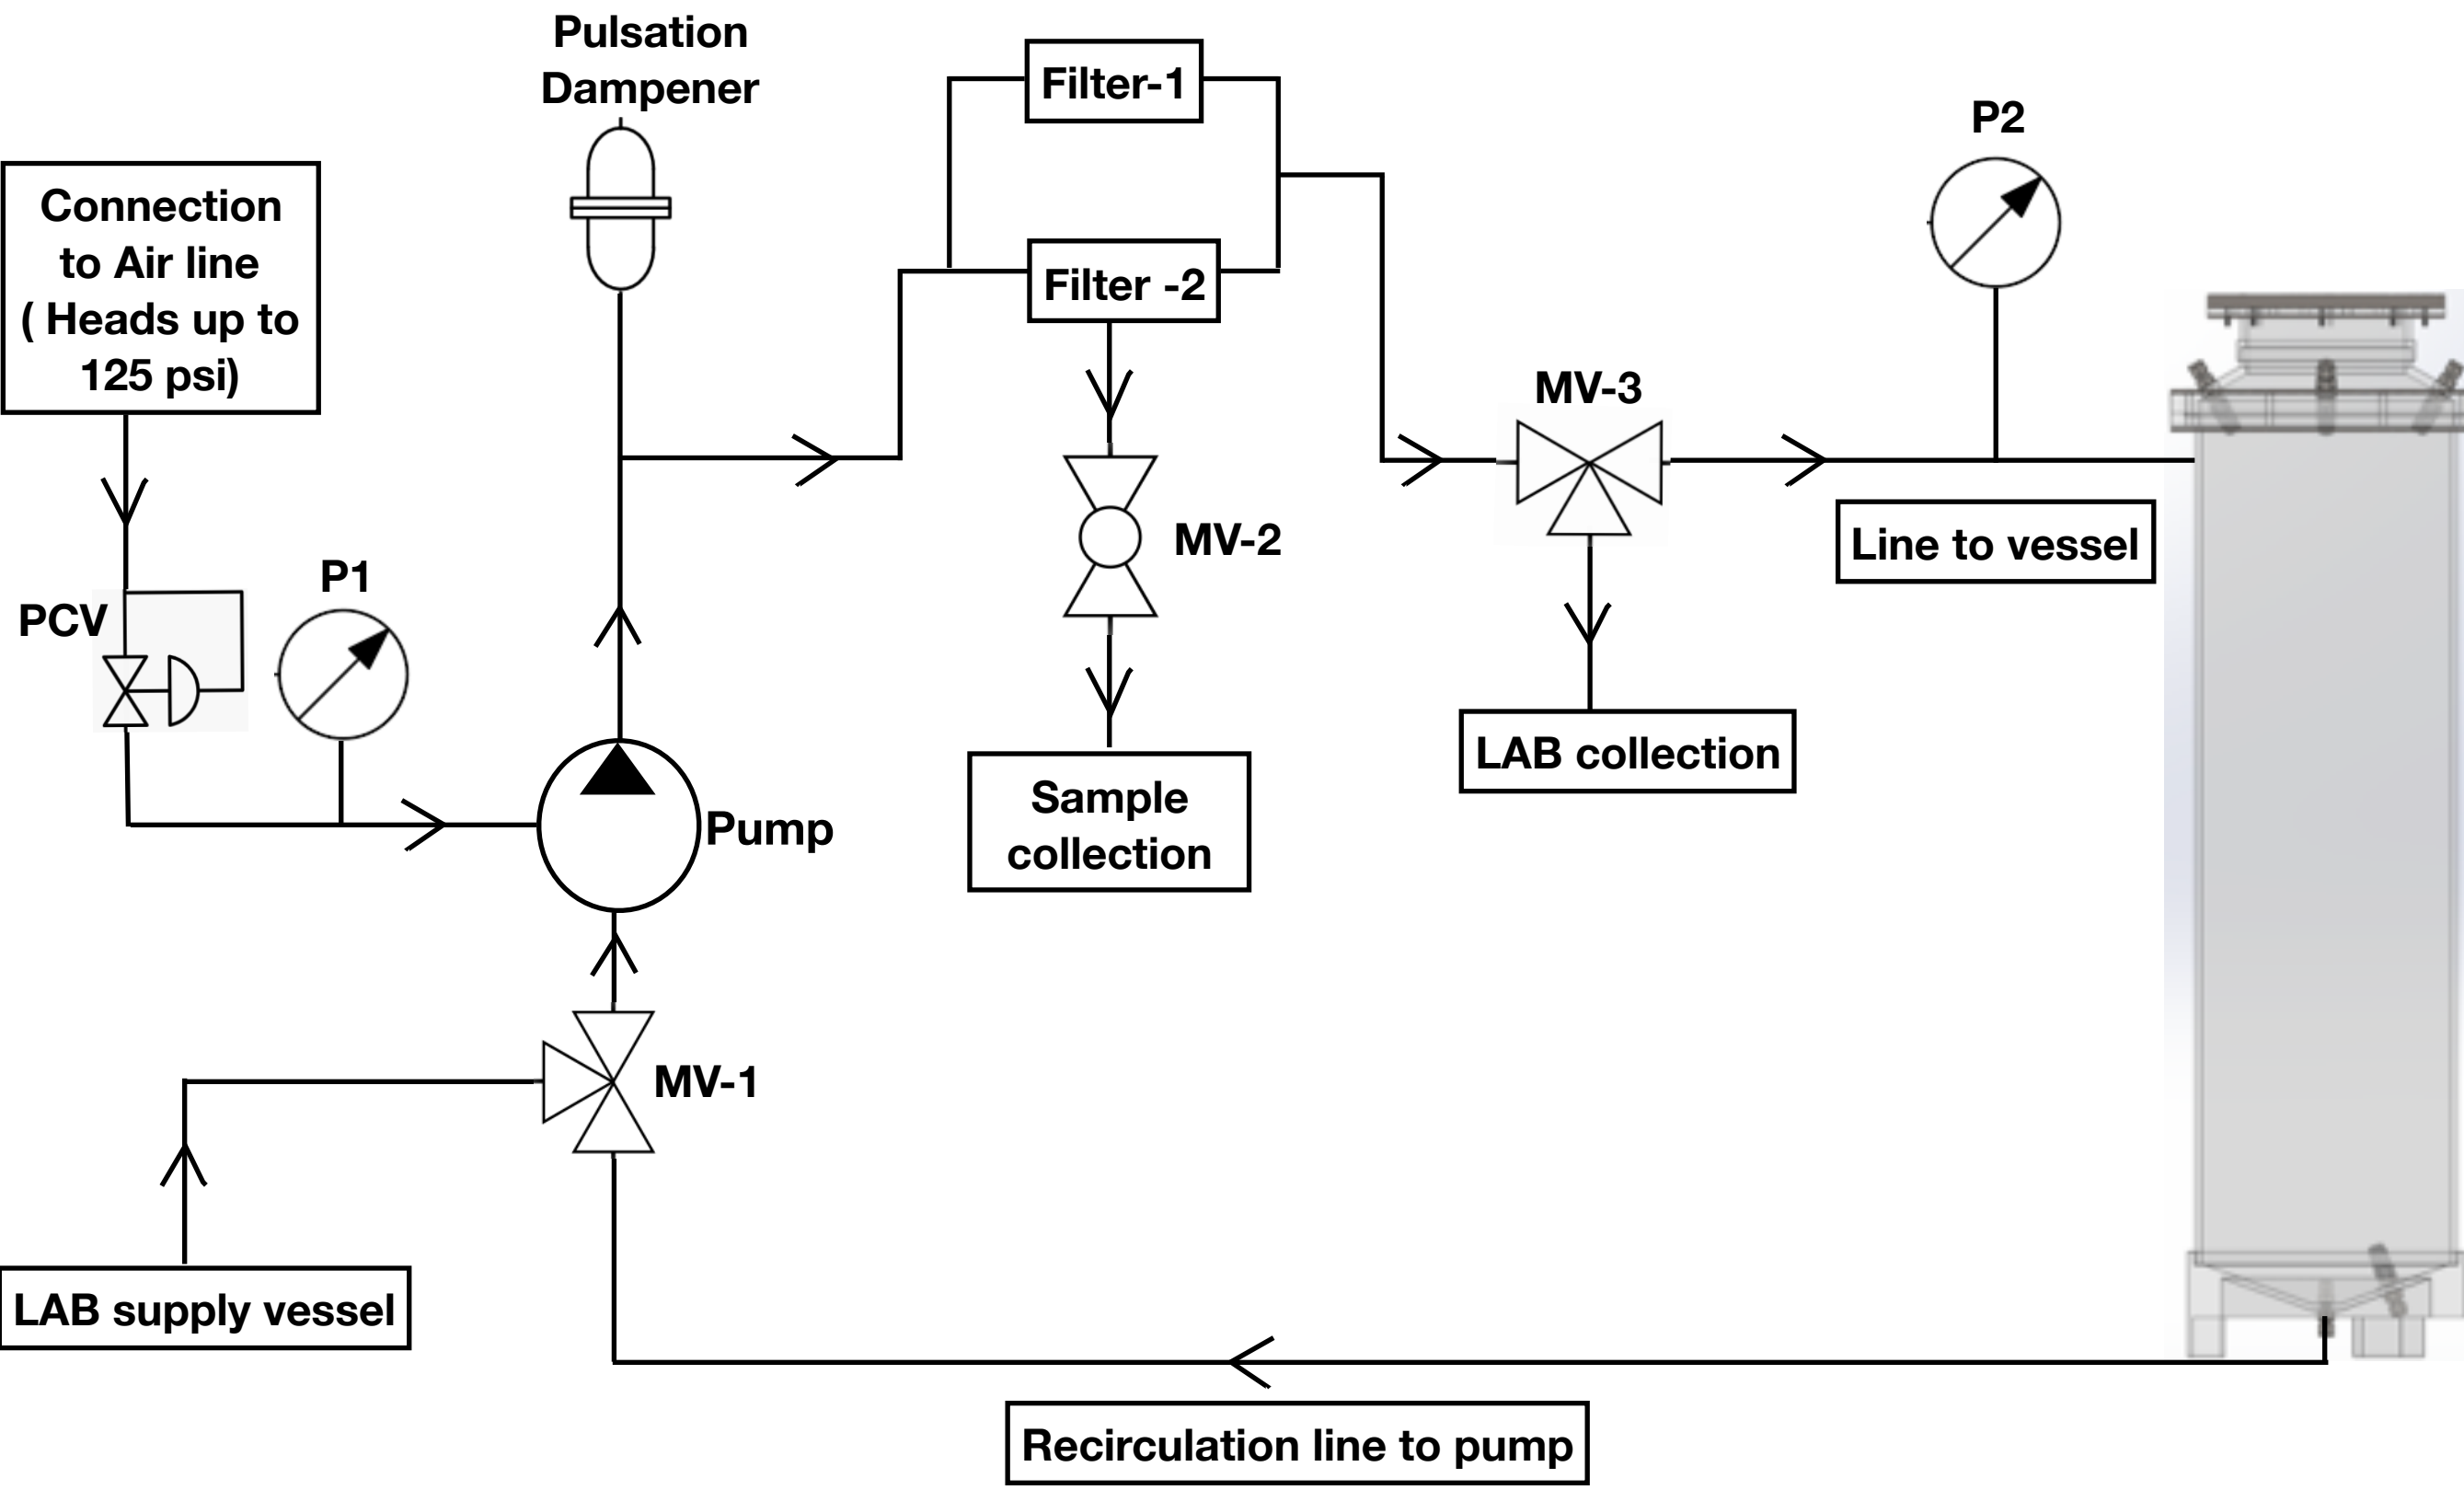 Pulsation
Dampener
Filter-1
P2
Connection
to Air line
( Heads up to
125 psi)
Filter -2
MV-3
MV-2
Line to vessel
P1
PCV
LAB collection
Sample
collection
Pump
MV-1
LAB supply vessel
Recirculation line to pump